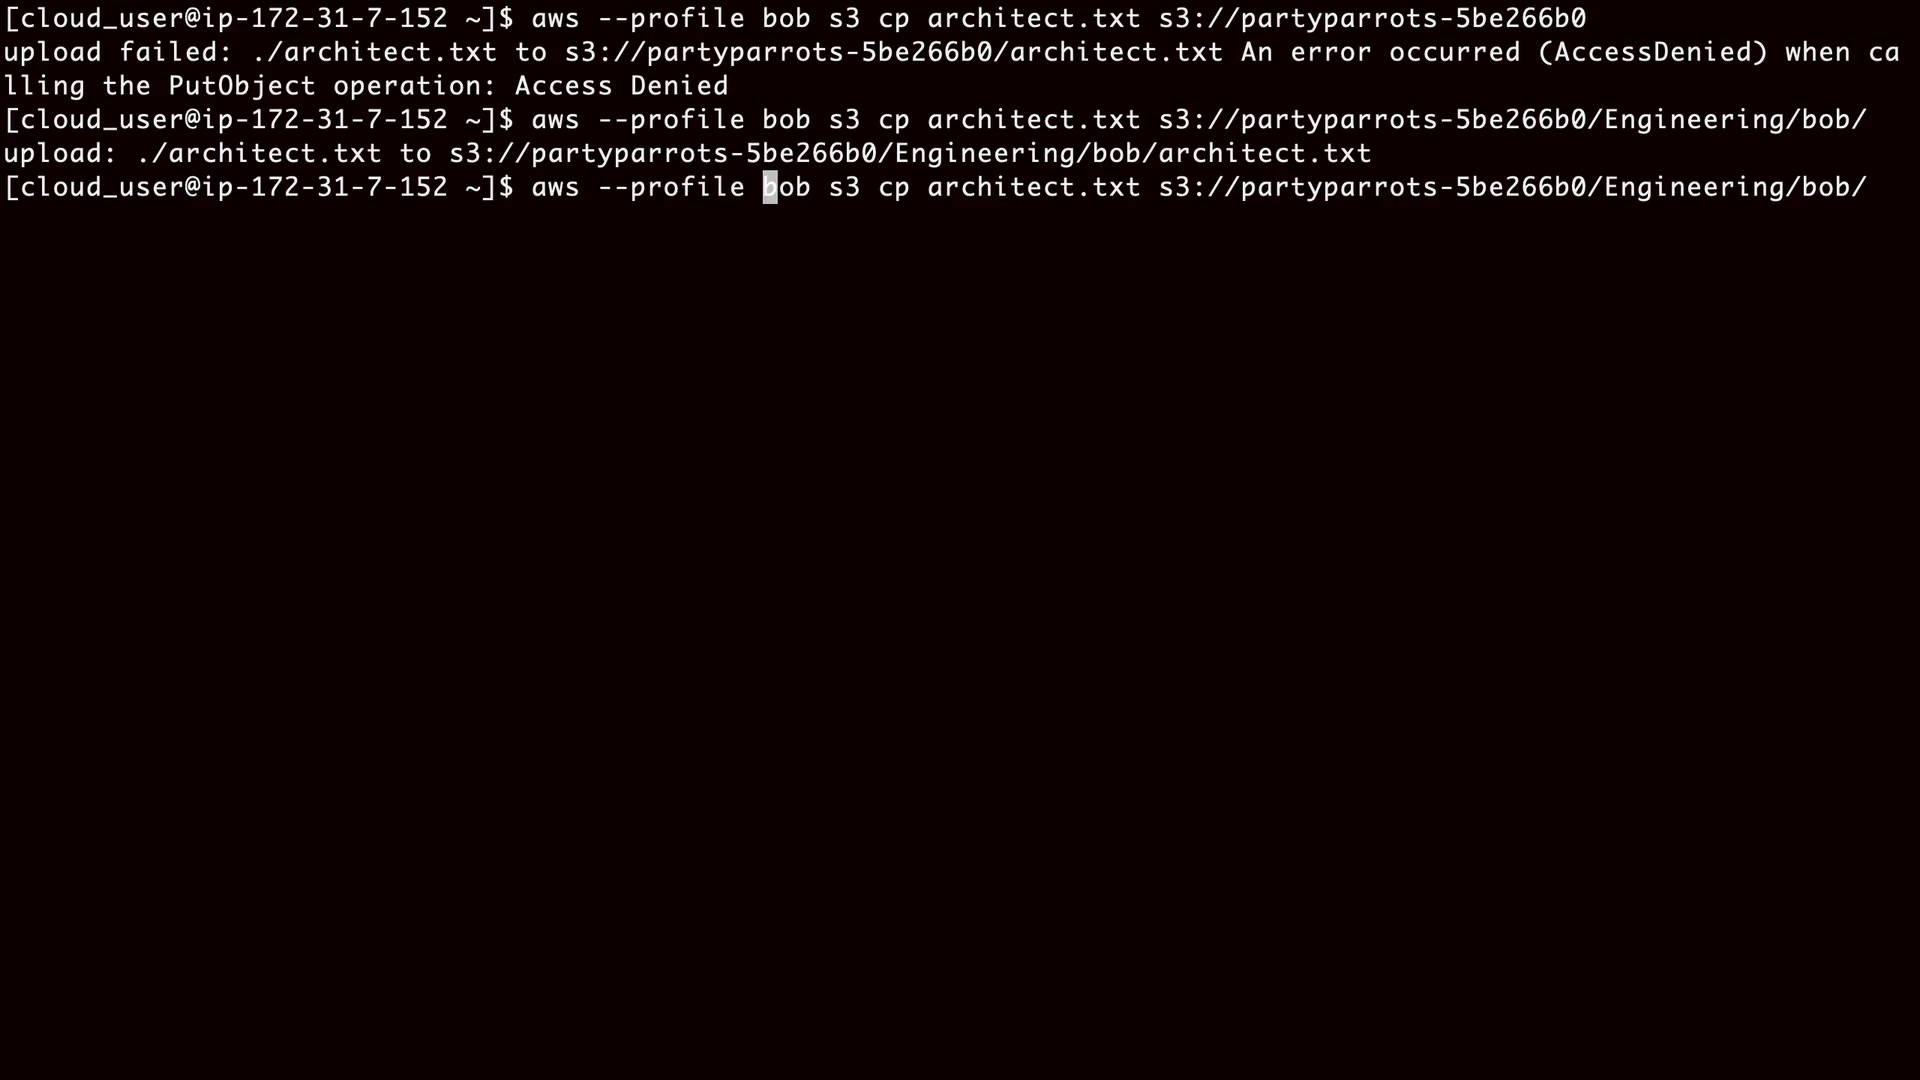 [cloud_user@ip-172-31-7-152 ~]$ aws --profile bob s3 cp architect.txt s3://partyparrots-5be266b0
upload failed: ./architect.txt to s3://partyparrots-5be266b0/architect.txt An error occurred (AccessDenied) when ca
lling the PutObject operation: Access Denied
[cloud_user@ip-172-31-7-152 ~]$ aws --profile bob s3 cp architect.txt s3://partyparrots-5be266b0/Engineering/bob/
upload: ./architect.txt to s3://partyparrots-5be266b0/Engineering/bob/architect.txt
[cloud_user@ip-172-31-7-152 ~]$ aws --profile bob s3 cp architect.txt s3://partyparrots-5be266b0/Engineering/bob/